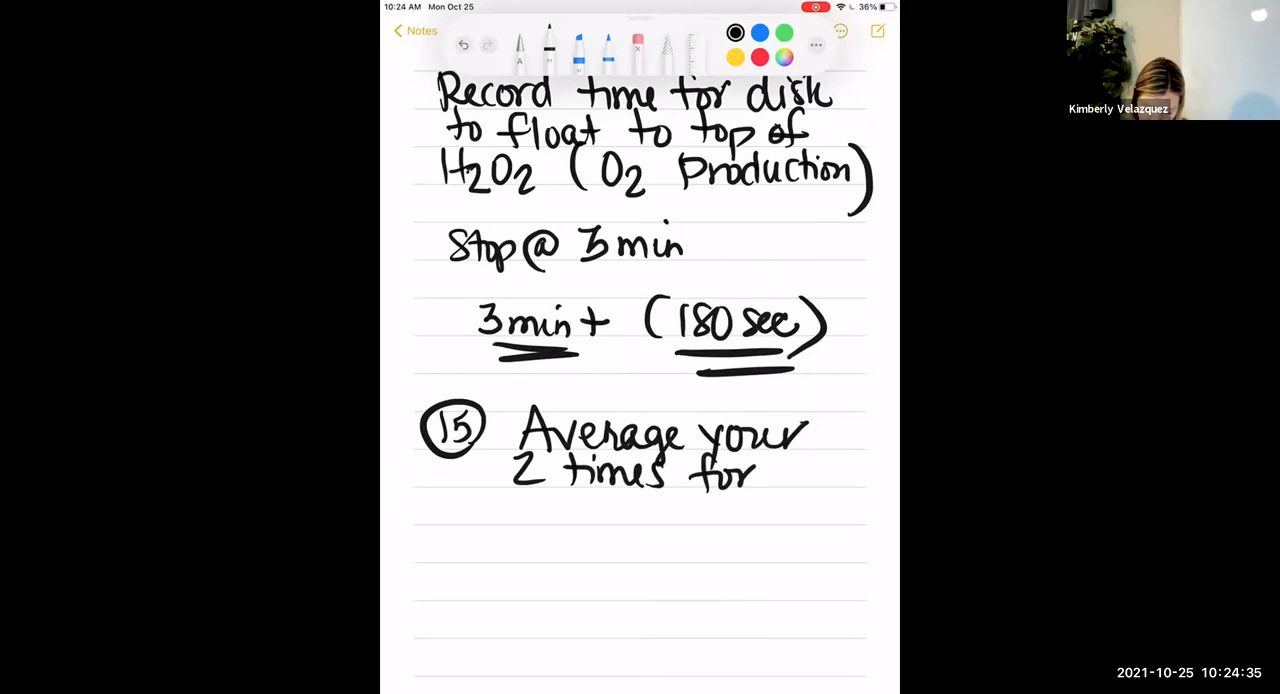 10:24 AM Mon Oct 25 36%
Notes
Record time for disk
to float to top of
H2O2 (O2 Production)
Stop @ 3 min
3 min + (180 sec)
15 Average your
2 times for
Kimberly Velazquez
2021-10-25 10:24:35